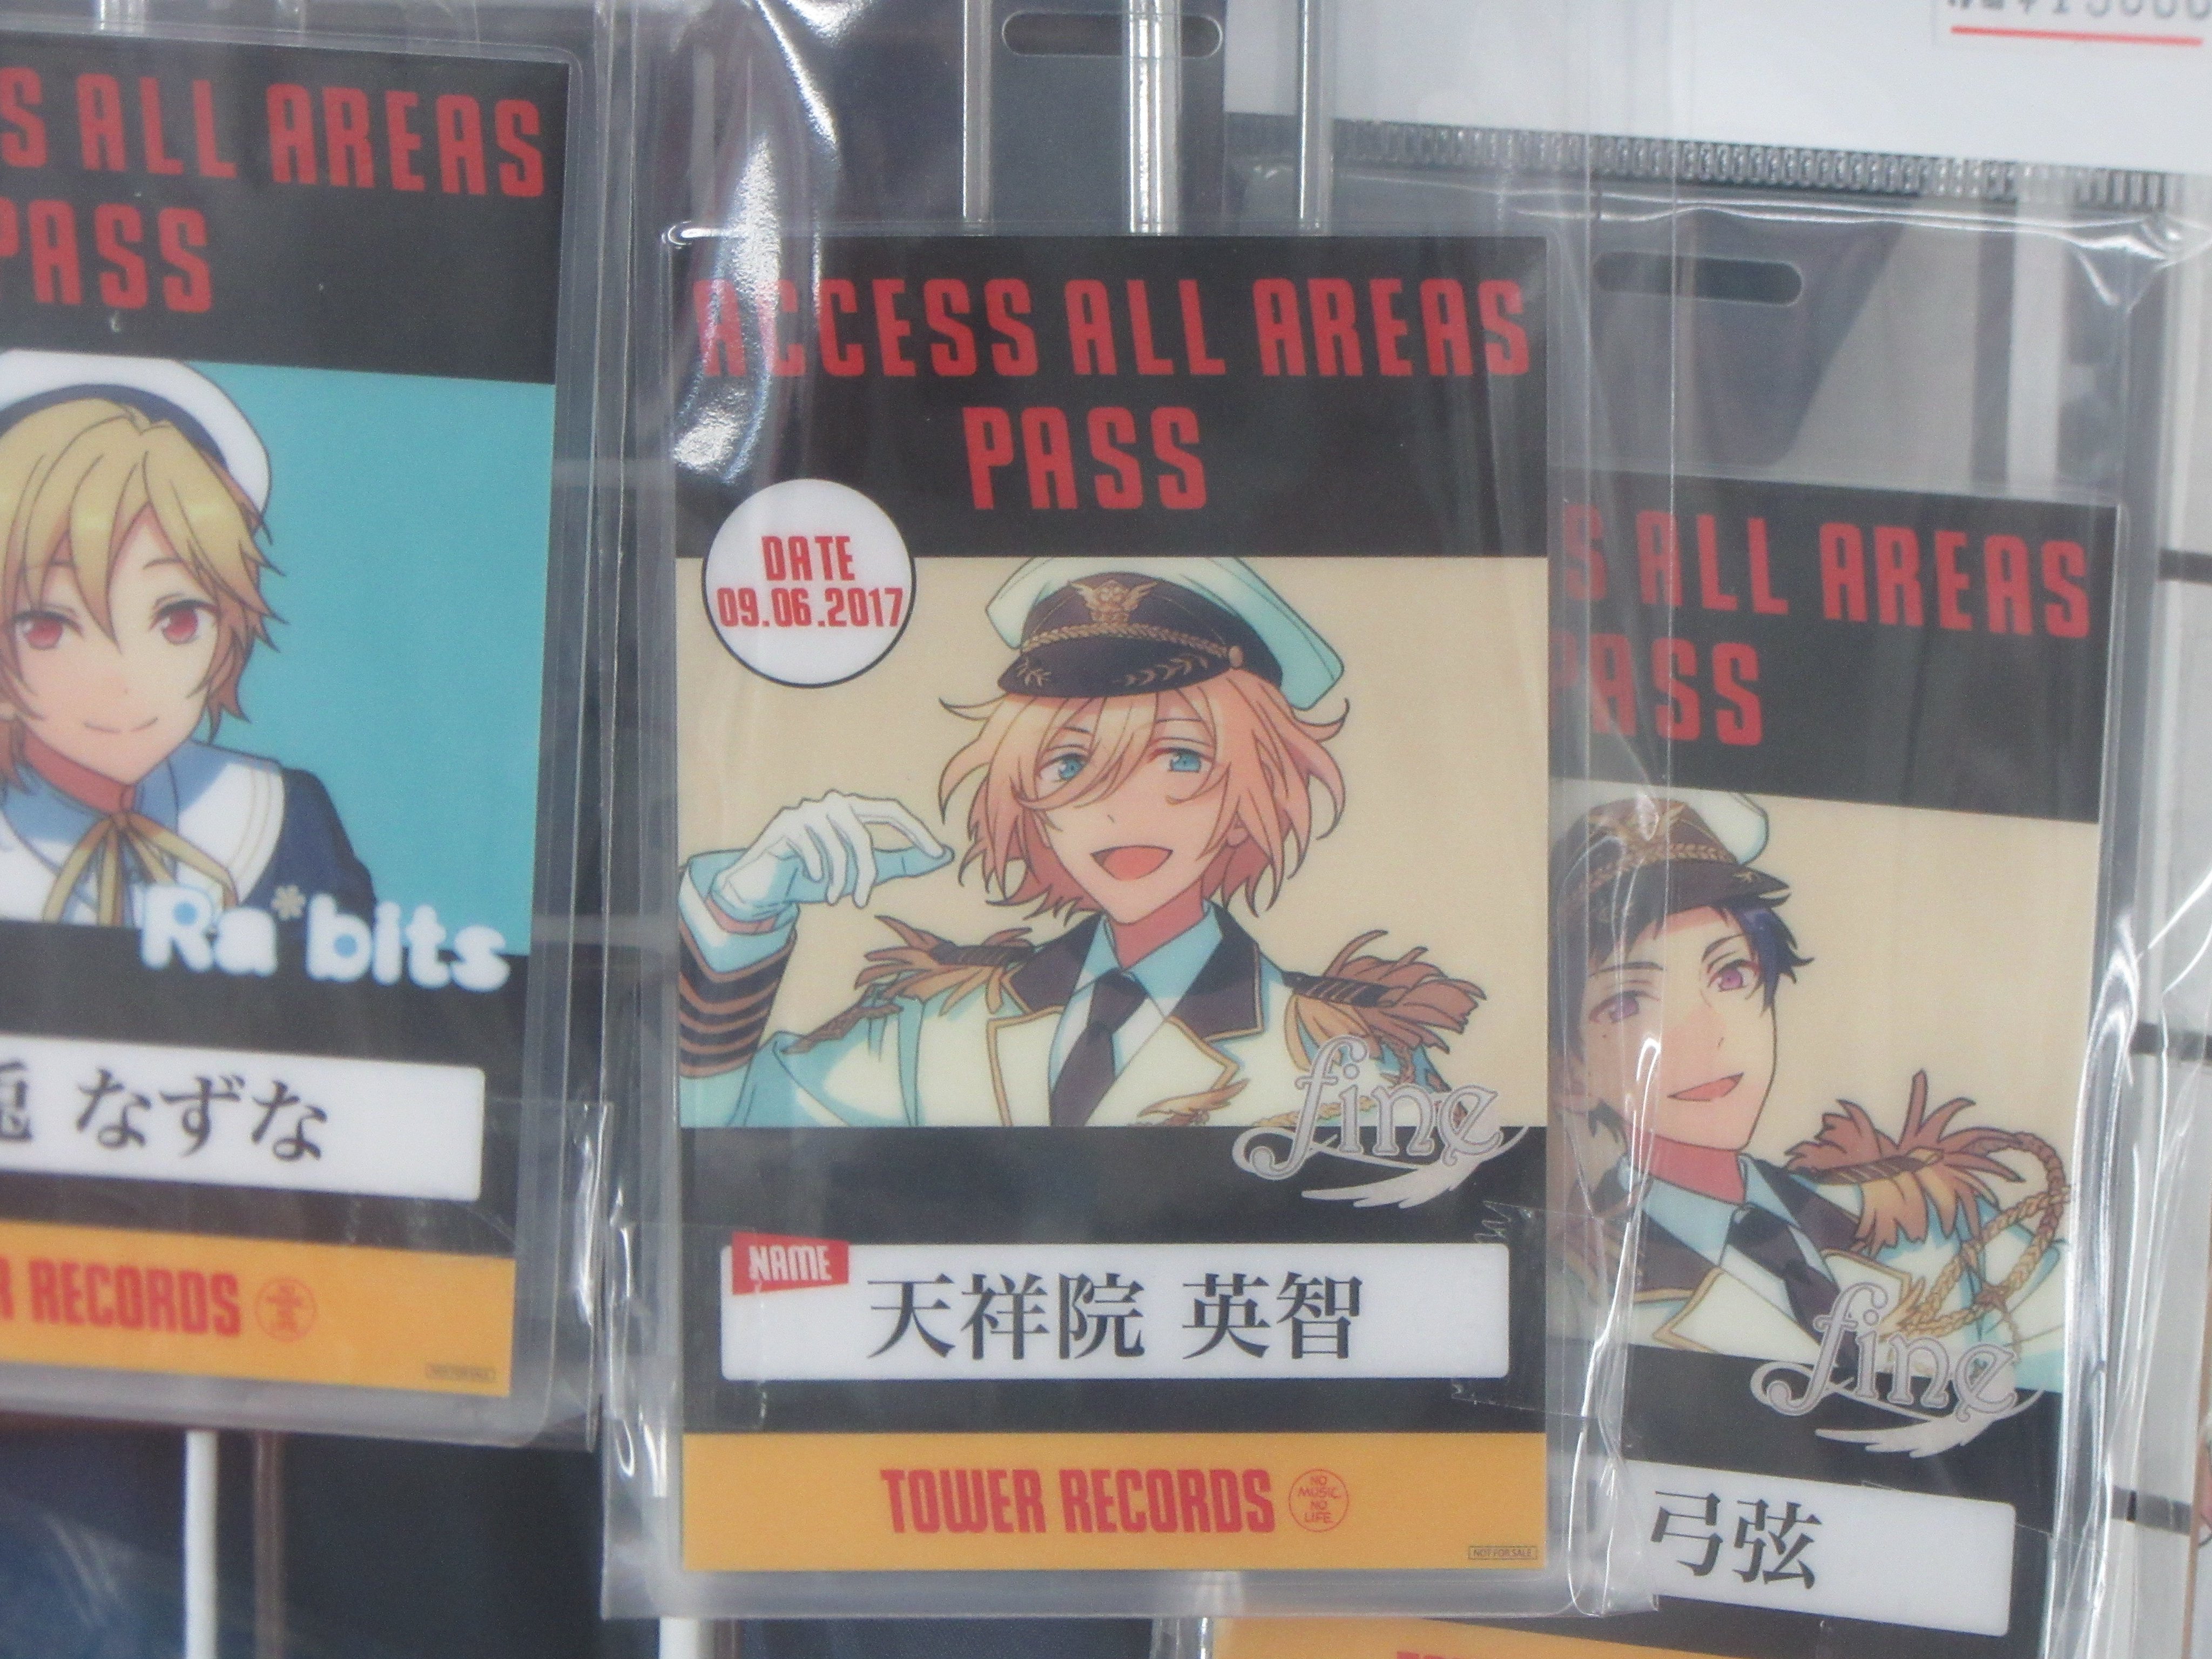 S ALL AREAS
PASS
Ra*bits
兎 なずな
RECORDS
ACCESS ALL AREAS
PASS
DATE
09.06.2017
fine
NAME
天祥院 英智
TOWER RECORDS
NO
MUSIC
NO
LIFE.
NOT FOR SALE
S ALL AREAS
PASS
fine
弓弦